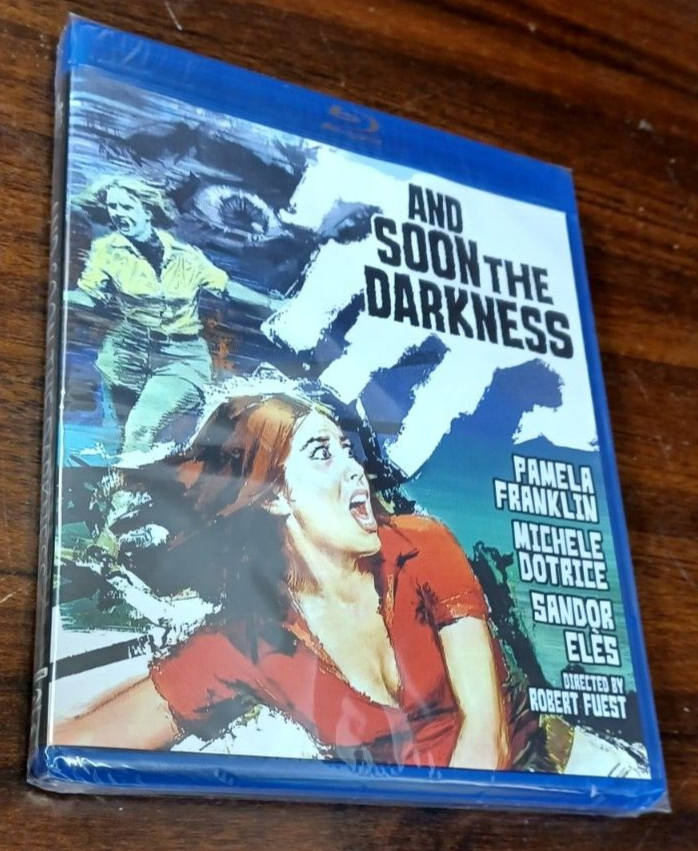 AND
SOON THE
DARKNESS
PAMELA
FRANKLIN
MICHELE
DOTRICE
SANDOR
ELÈS
DIRECTED BY
ROBERT FUEST